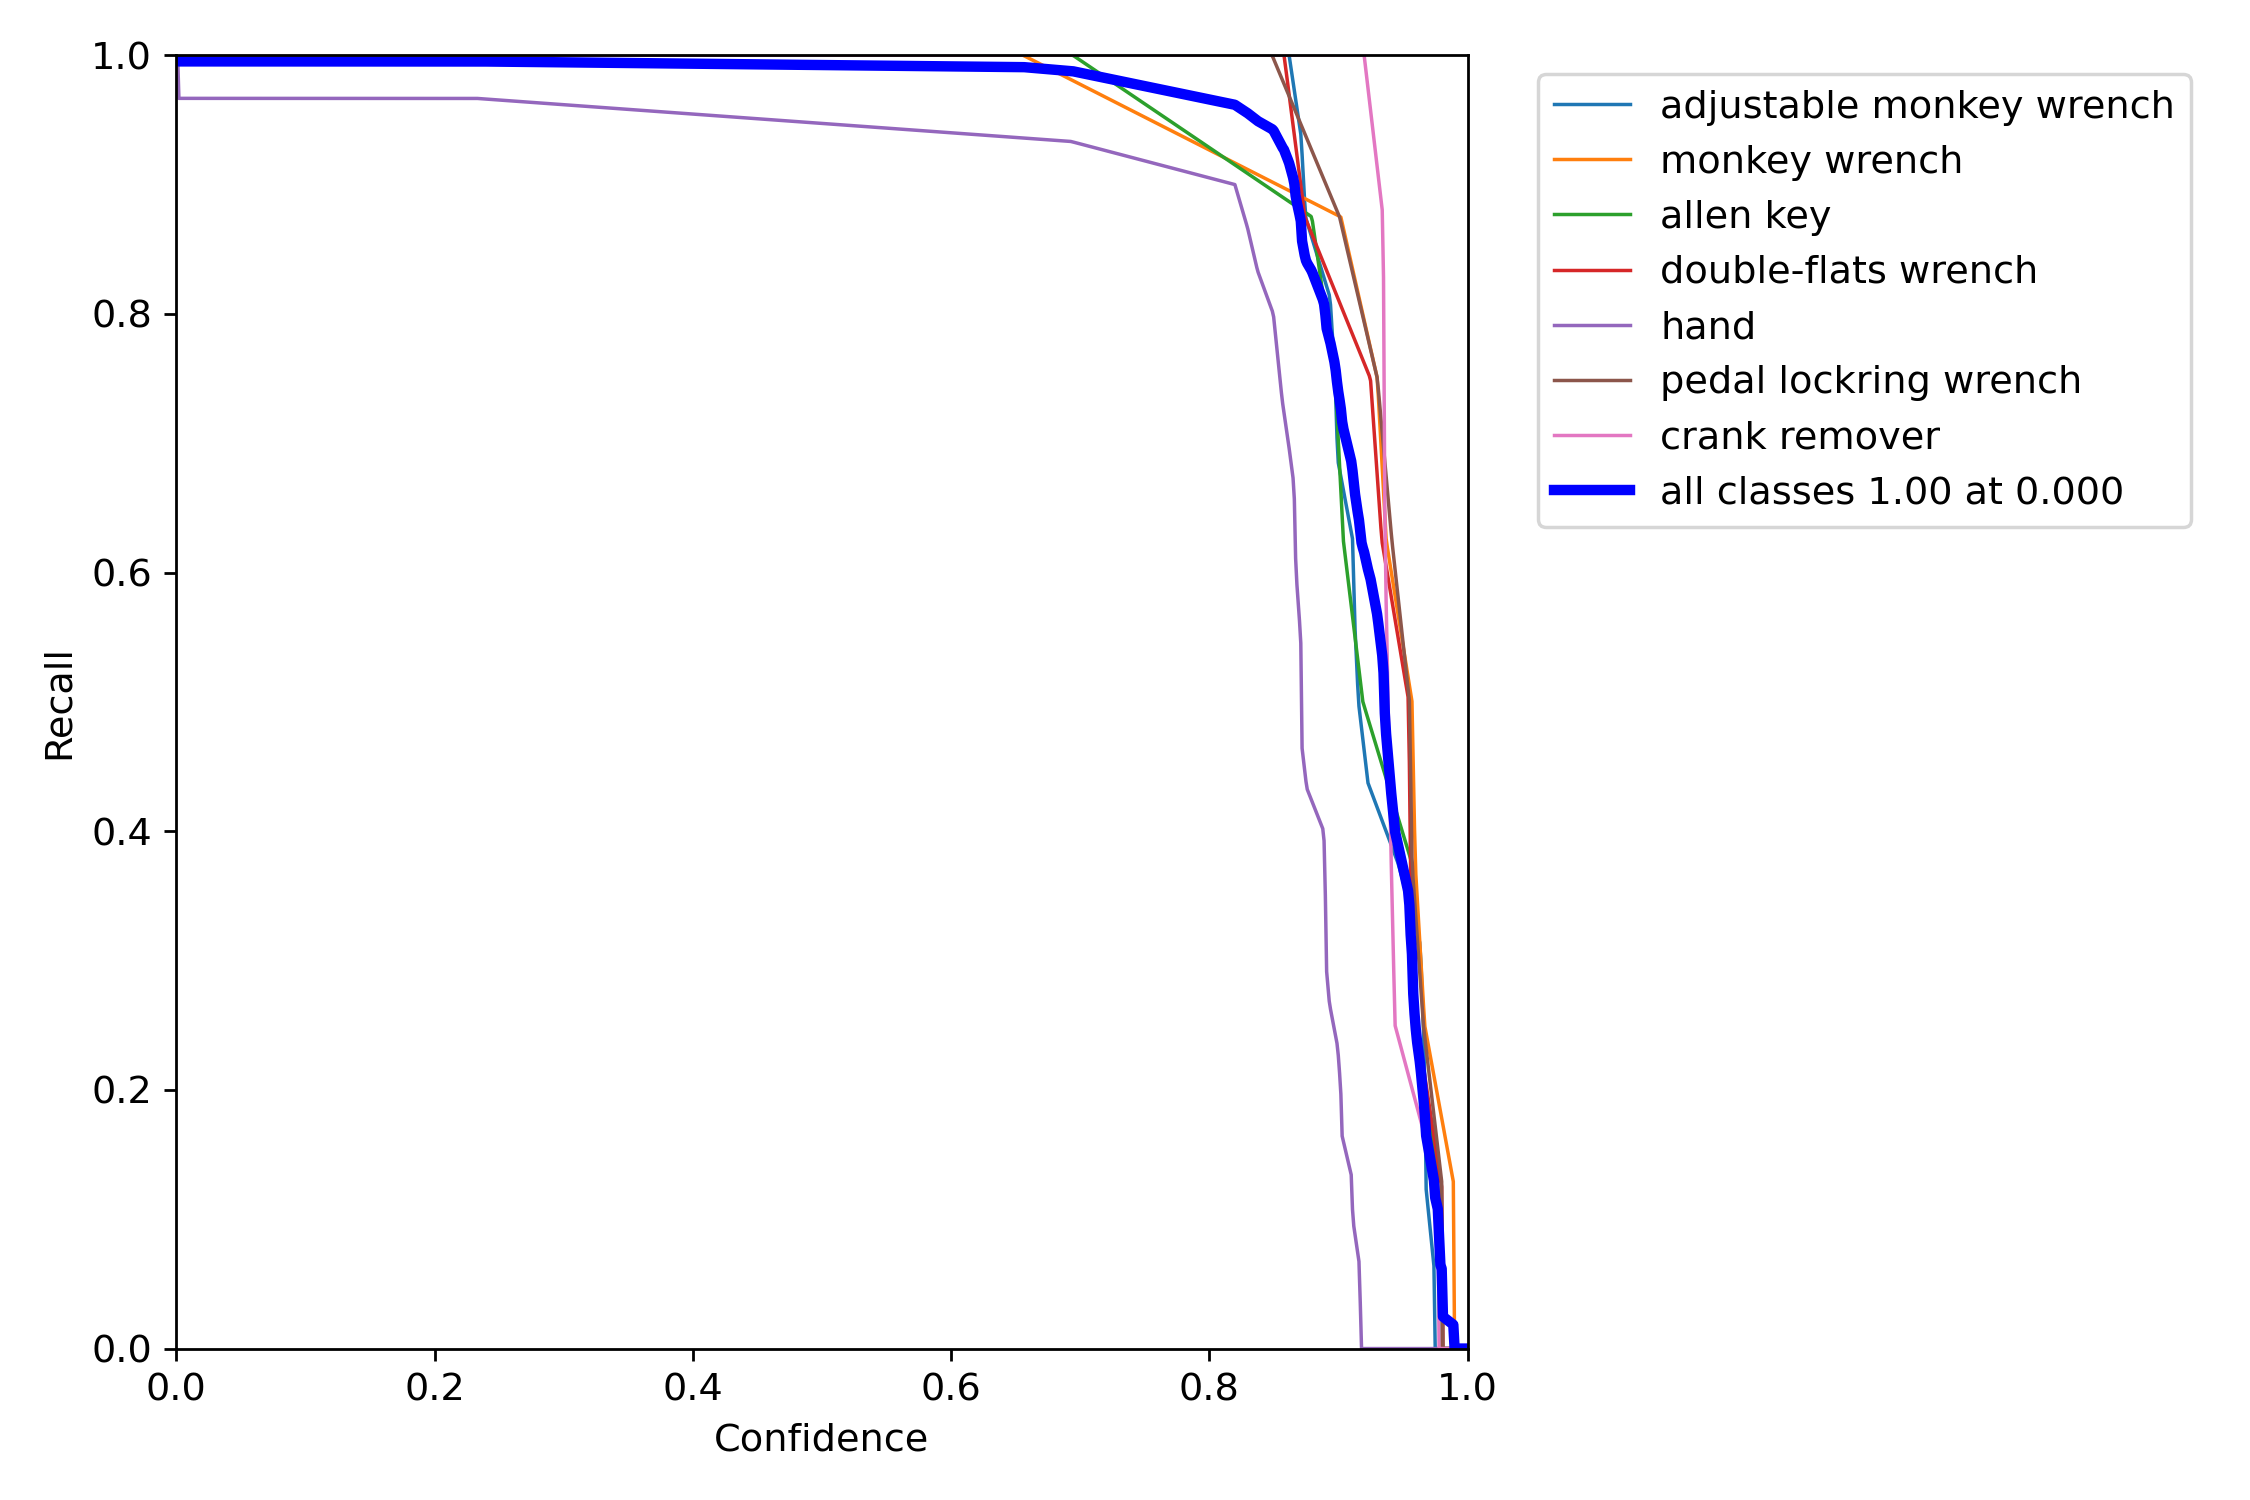 1.0
0.8
0.6
0.4
0.2
0.0
Recall
0.0 0.2 0.4 0.6 0.8 1.0
Confidence
adjustable monkey wrench
monkey wrench
allen key
double-flats wrench
hand
pedal lockring wrench
crank remover
all classes 1.00 at 0.000